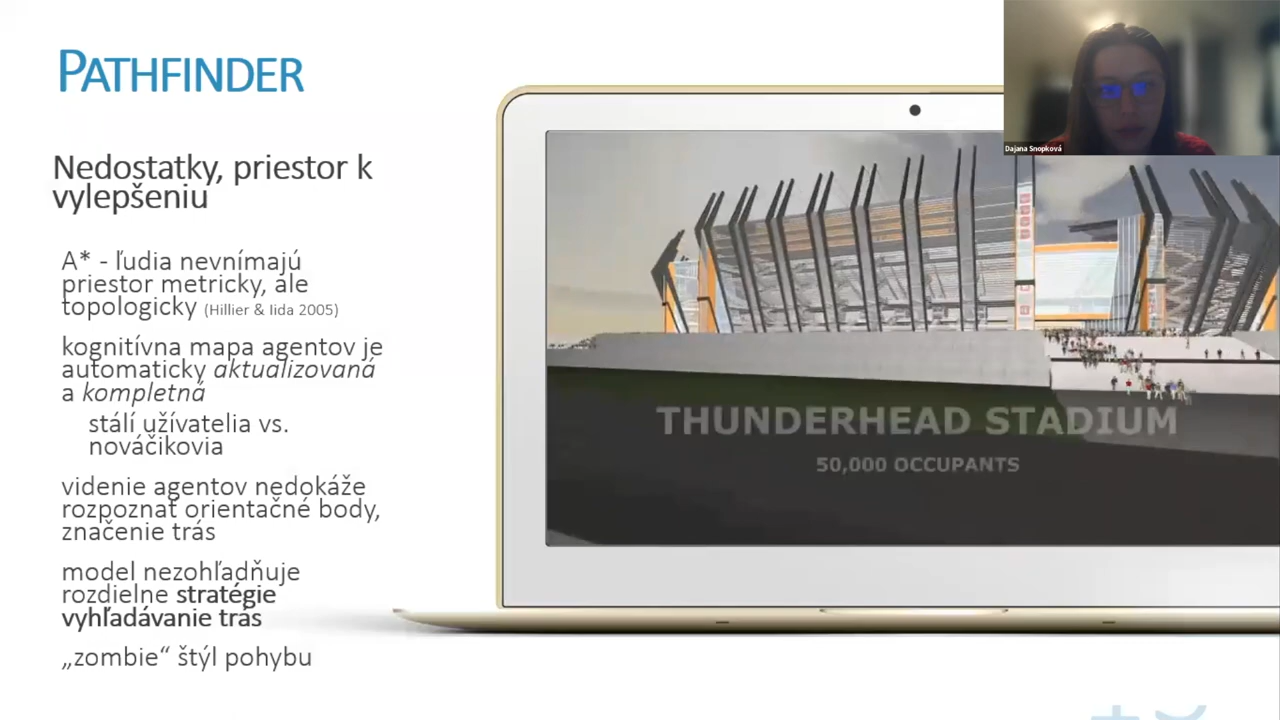 PATHFINDER
Nedostatky, priestor k
vylepšeniu
A* - ľudia nevnímajú
priestor metricky, ale
topologicky (Hillier & Iida 2005)
kognitívna mapa agentov je
automaticky aktualizovaná
a kompletná
stálí užívatelia vs.
nováčikovia
videnie agentov nedokáže
rozpoznať orientačné body,
značenie trás
model nezohľadňuje
rozdielne stratégie
vyhľadávanie trás
„zombie“ štýl pohybu
THUNDERHEAD STADIUM
50,000 OCCUPANTS
Dajana Snopková